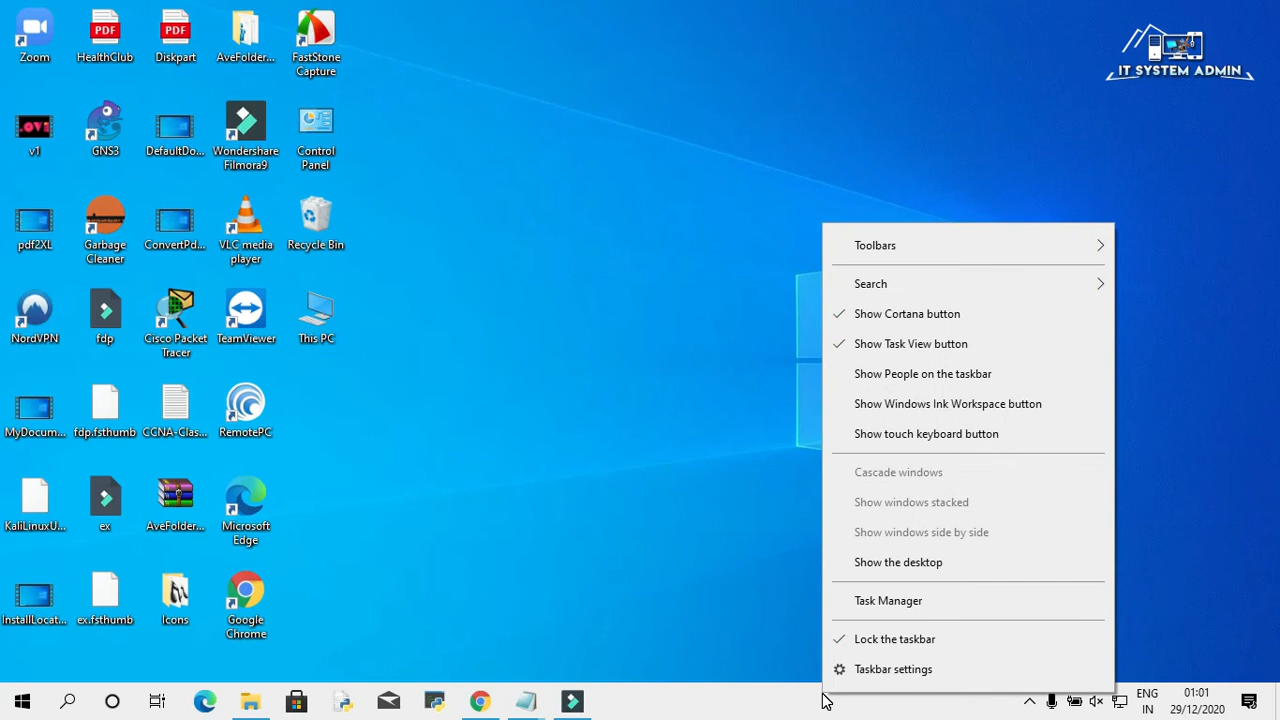 Zoom
HealthClub
Diskpart
AveFolder...
FastStone
Capture
PDF
PDF
v1
GNS3
DefaultDo...
Wondershare
Filmora9
Control
Panel
pdf2XL
Garbage
Cleaner
ConvertPd...
VLC media
player
Recycle Bin
NordVPN
fdp
Cisco Packet
Tracer
TeamViewer
This PC
MyDocum...
fdp.fsthumb
CCNA-Clas...
RemotePC
KaliLinuxU...
ex
AveFolder...
Microsoft
Edge
InstallLocat...
ex.fsthumb
Icons
Google
Chrome
IT SYSTEM ADMIN
Toolbars
Search
Show Cortana button
Show Task View button
Show People on the taskbar
Show Windows Ink Workspace button
Show touch keyboard button
Cascade windows
Show windows stacked
Show windows side by side
Show the desktop
Task Manager
Lock the taskbar
Taskbar settings
ENG
IN
01:01
29/12/2020